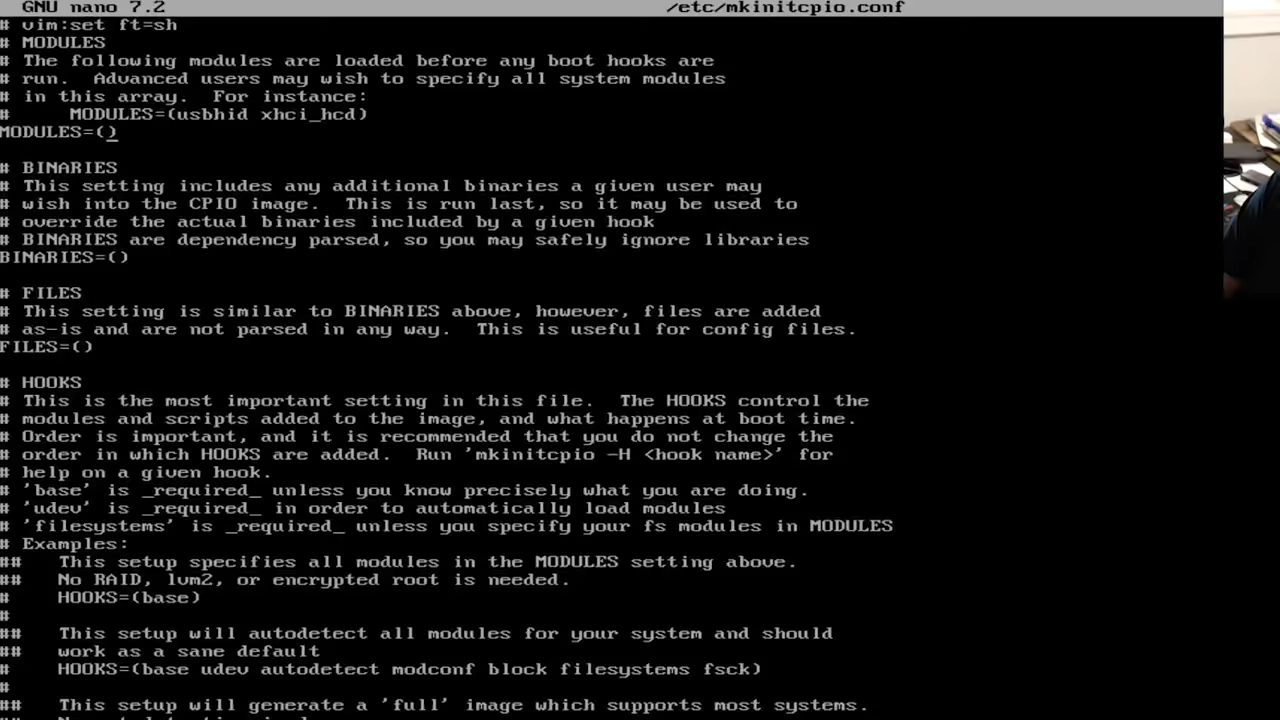 GNU nano 7.2 /etc/mkinitcpio.conf
# vim:set ft=sh
# MODULES
# The following modules are loaded before any boot hooks are
# run.  Advanced users may wish to specify all system modules
# in this array.  For instance:
#     MODULES=(usbhid xhci_hcd)
MODULES=()

# BINARIES
# This setting includes any additional binaries a given user may
# wish into the CPIO image.  This is run last, so it may be used to
# override the actual binaries included by a given hook
# BINARIES are dependency parsed, so you may safely ignore libraries
BINARIES=()

# FILES
# This setting is similar to BINARIES above, however, files are added
# as-is and are not parsed in any way.  This is useful for config files.
FILES=()

# HOOKS
# This is the most important setting in this file.  The HOOKS control the
# modules and scripts added to the image, and what happens at boot time.
# Order is important, and it is recommended that you do not change the
# order in which HOOKS are added.  Run 'mkinitcpio -H <hook name>' for
# help on a given hook.
# 'base' is _required_ unless you know precisely what you are doing.
# 'udev' is _required_ in order to automatically load modules
# 'filesystems' is _required_ unless you specify your fs modules in MODULES
# Examples:
##   This setup specifies all modules in the MODULES setting above.
##   No RAID, lvm2, or encrypted root is needed.
#    HOOKS=(base)
#
##   This setup will autodetect all modules for your system and should
##   work as a sane default
#    HOOKS=(base udev autodetect modconf block filesystems fsck)
#
##   This setup will generate a 'full' image which supports most systems.